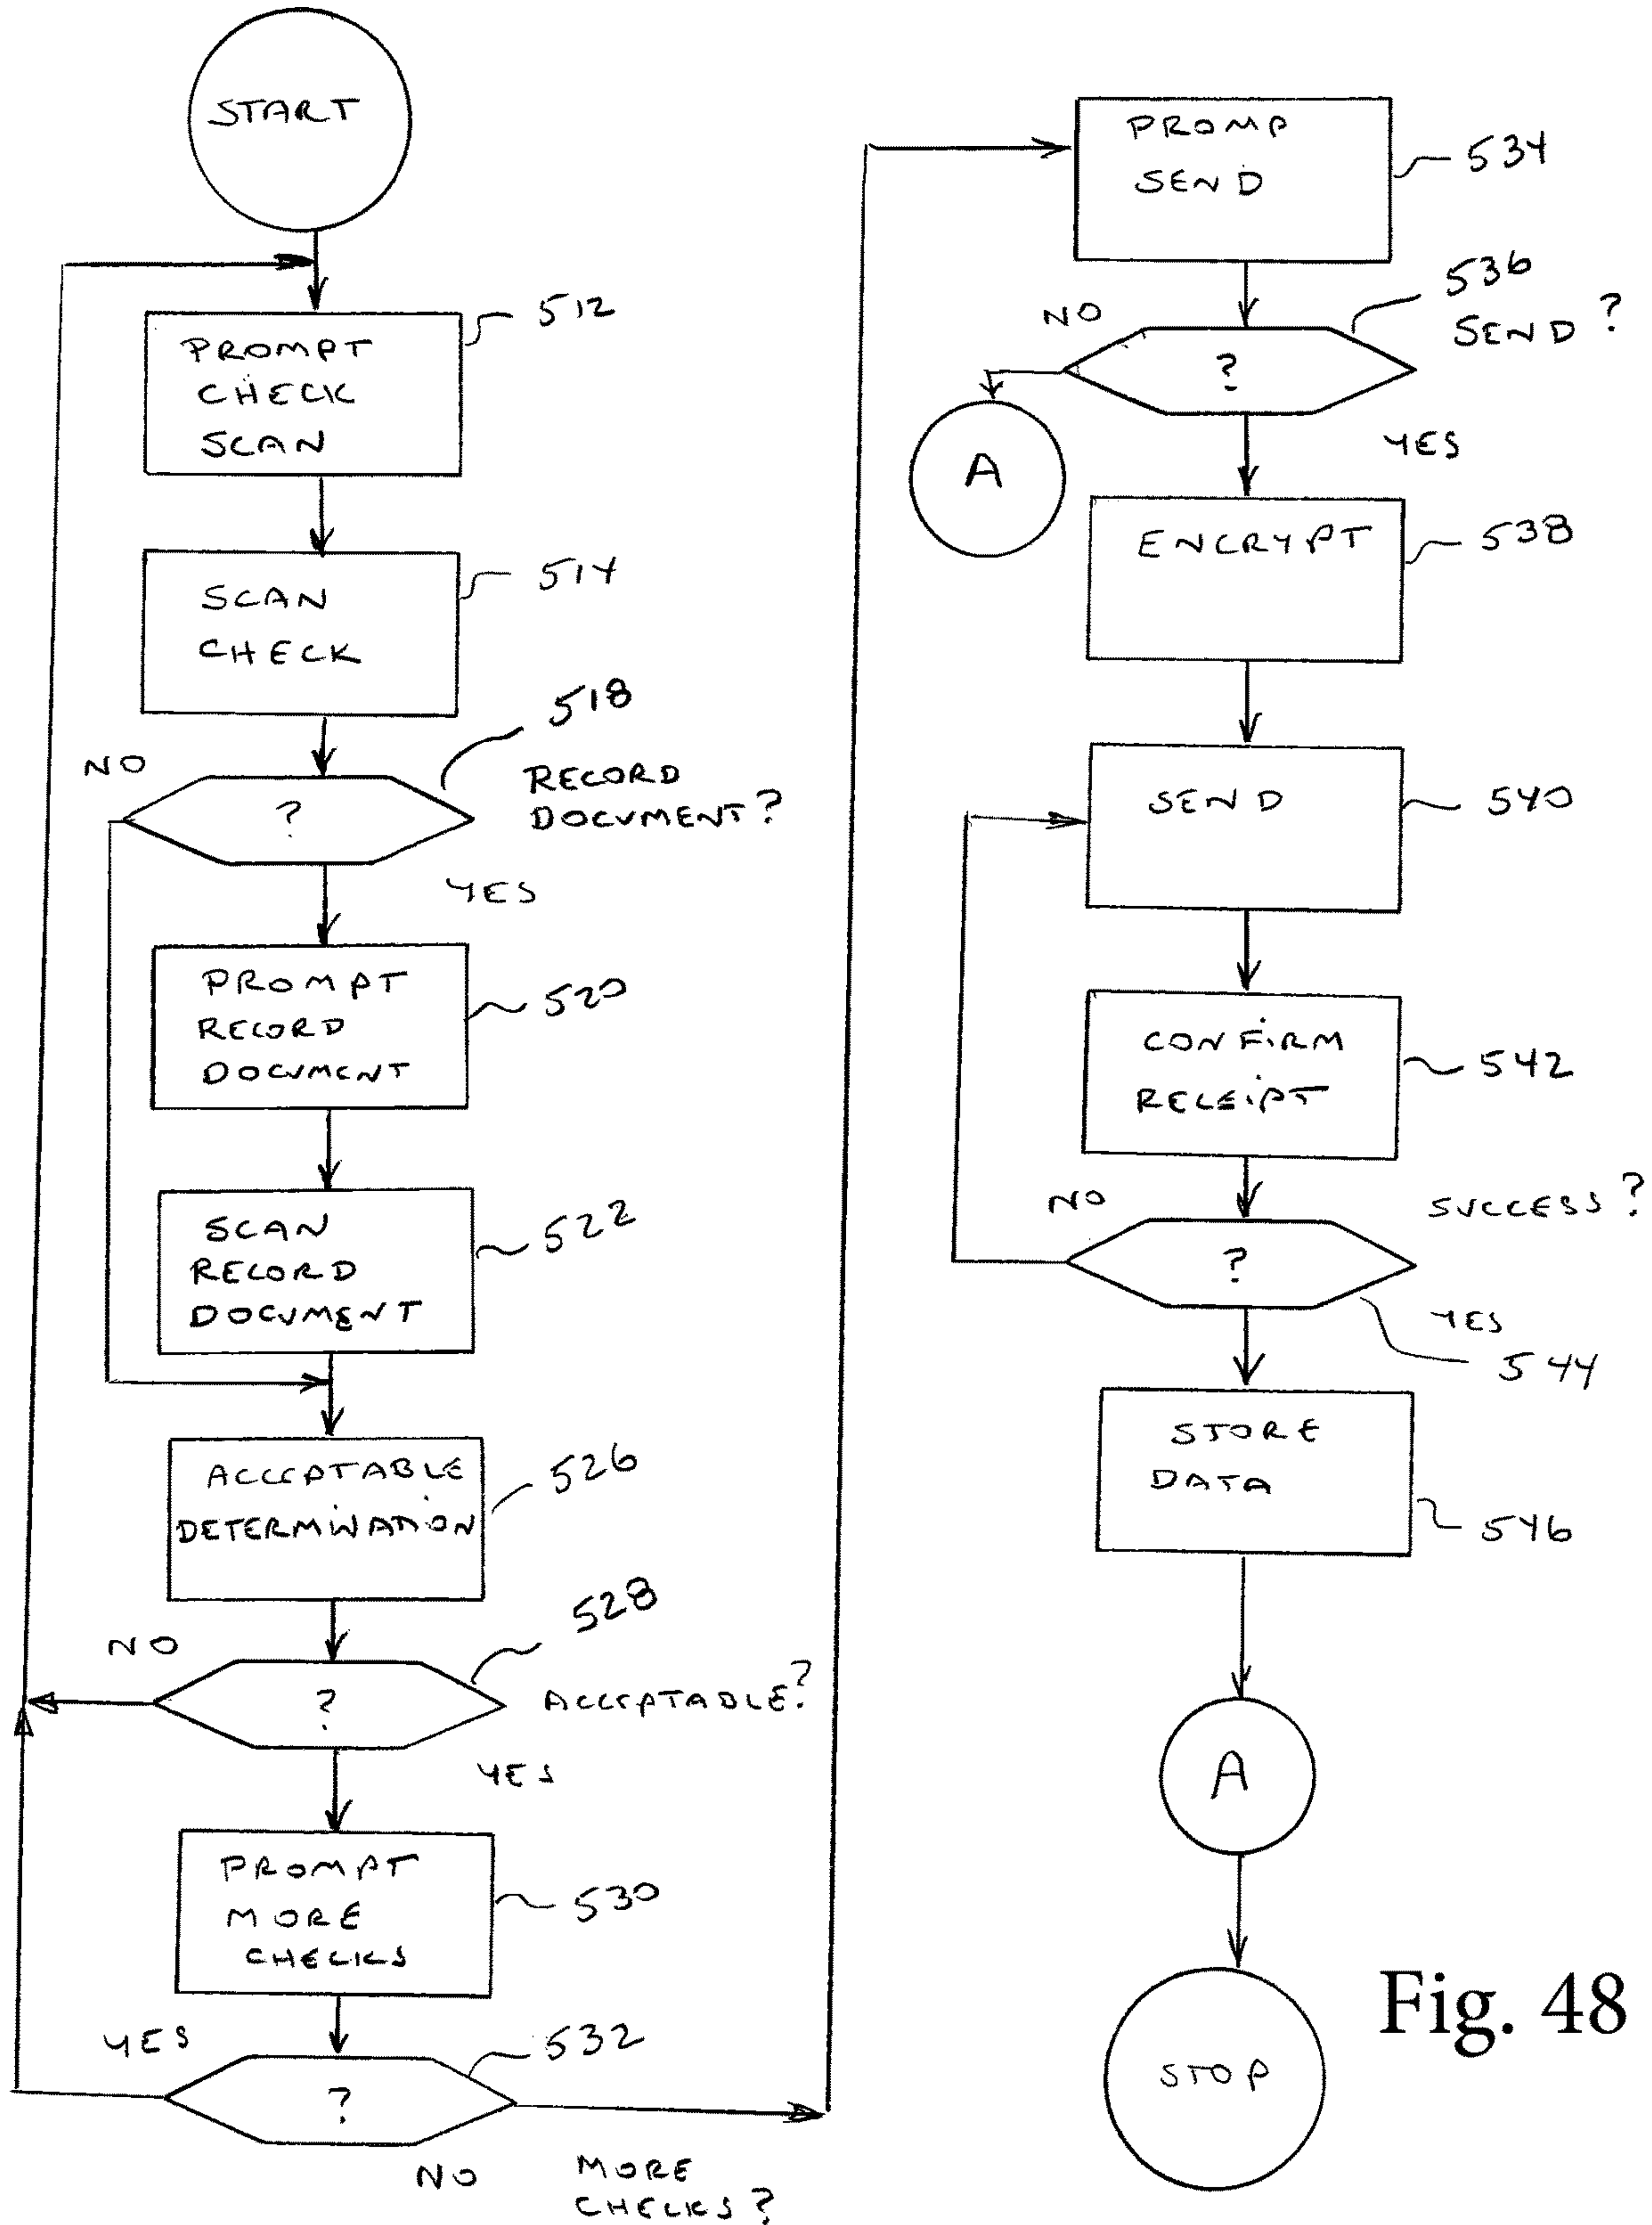 START
512
PROMPT
CHECK
SCAN
514
SCAN
CHECK
518
NO
RECORD
DOCUMENT?
?
YES
520
PROMPT
RECORD
DOCUMENT
522
SCAN
RECORD
DOCUMENT
526
ACCEPTABLE
DETERMINATION
528
NO
ACCEPTABLE?
?
YES
530
PROMPT
MORE
CHECKS
532
YES
?
NO
MORE
CHECKS?
PROMP
SEND
534
536
NO
SEND?
?
A
YES
ENCRYPT
538
SEND
540
CONFIRM
RECEIPT
542
NO
SUCCESS?
?
YES
544
STORE
DATA
546
A
STOP
Fig. 48